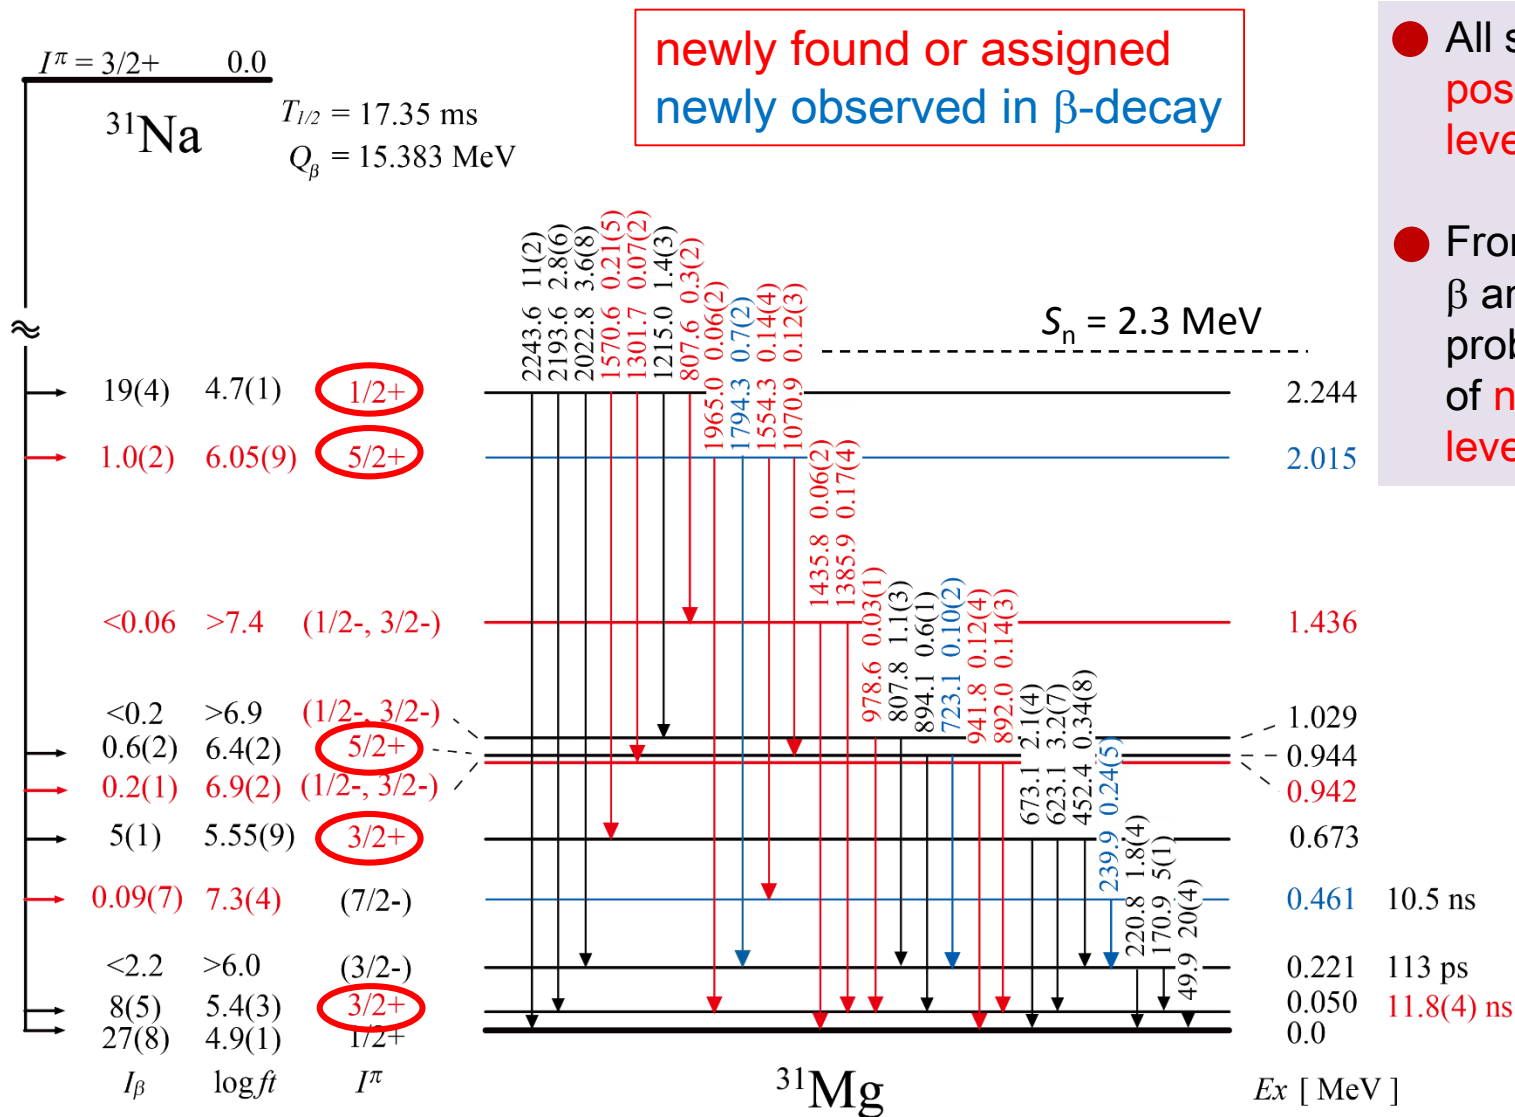 I^π = 3/2+ 0.0
³¹Na
T₁/₂ = 17.35 ms
Q_β = 15.383 MeV
newly found or assigned
newly observed in β-decay
All s
pos
leve
Fron
β ar
prob
of n
leve
2243.6 11(2)
2193.6 2.8(6)
2022.8 3.6(8)
1570.6 0.21(5)
1301.7 0.07(2)
1215.0 1.4(3)
807.6 0.3(2)
1965.0 0.06(2)
1794.3 0.7(2)
1554.3 0.14(4)
1070.9 0.12(3)
S_n = 2.3 MeV
19(4) 4.7(1) 1/2+ 2.244
1.0(2) 6.05(9) 5/2+ 2.015
1435.8 0.06(2)
1385.9 0.17(4)
<0.06 >7.4 (1/2-, 3/2-) 1.436
978.6 0.03(1)
807.8 1.1(3)
894.1 0.6(1)
723.1 0.10(2)
941.8 0.12(4)
892.0 0.14(3)
<0.2 >6.9 (1/2-, 3/2-) 1.029
0.6(2) 6.4(2) 5/2+ 0.944
0.2(1) 6.9(2) (1/2-, 3/2-) 0.942
673.1 2.1(4)
623.1 3.2(7)
452.4 0.34(8)
5(1) 5.55(9) 3/2+ 0.673
239.9 0.24(5)
0.09(7) 7.3(4) (7/2-) 0.461 10.5 ns
220.8 1.8(4)
170.9 5(1)
49.9 20(4)
<2.2 >6.0 (3/2-) 0.221 113 ps
8(5) 5.4(3) 3/2+ 0.050 11.8(4) ns
27(8) 4.9(1) 1/2+ 0.0
I_β log ft I^π ³¹Mg Ex [ MeV ]